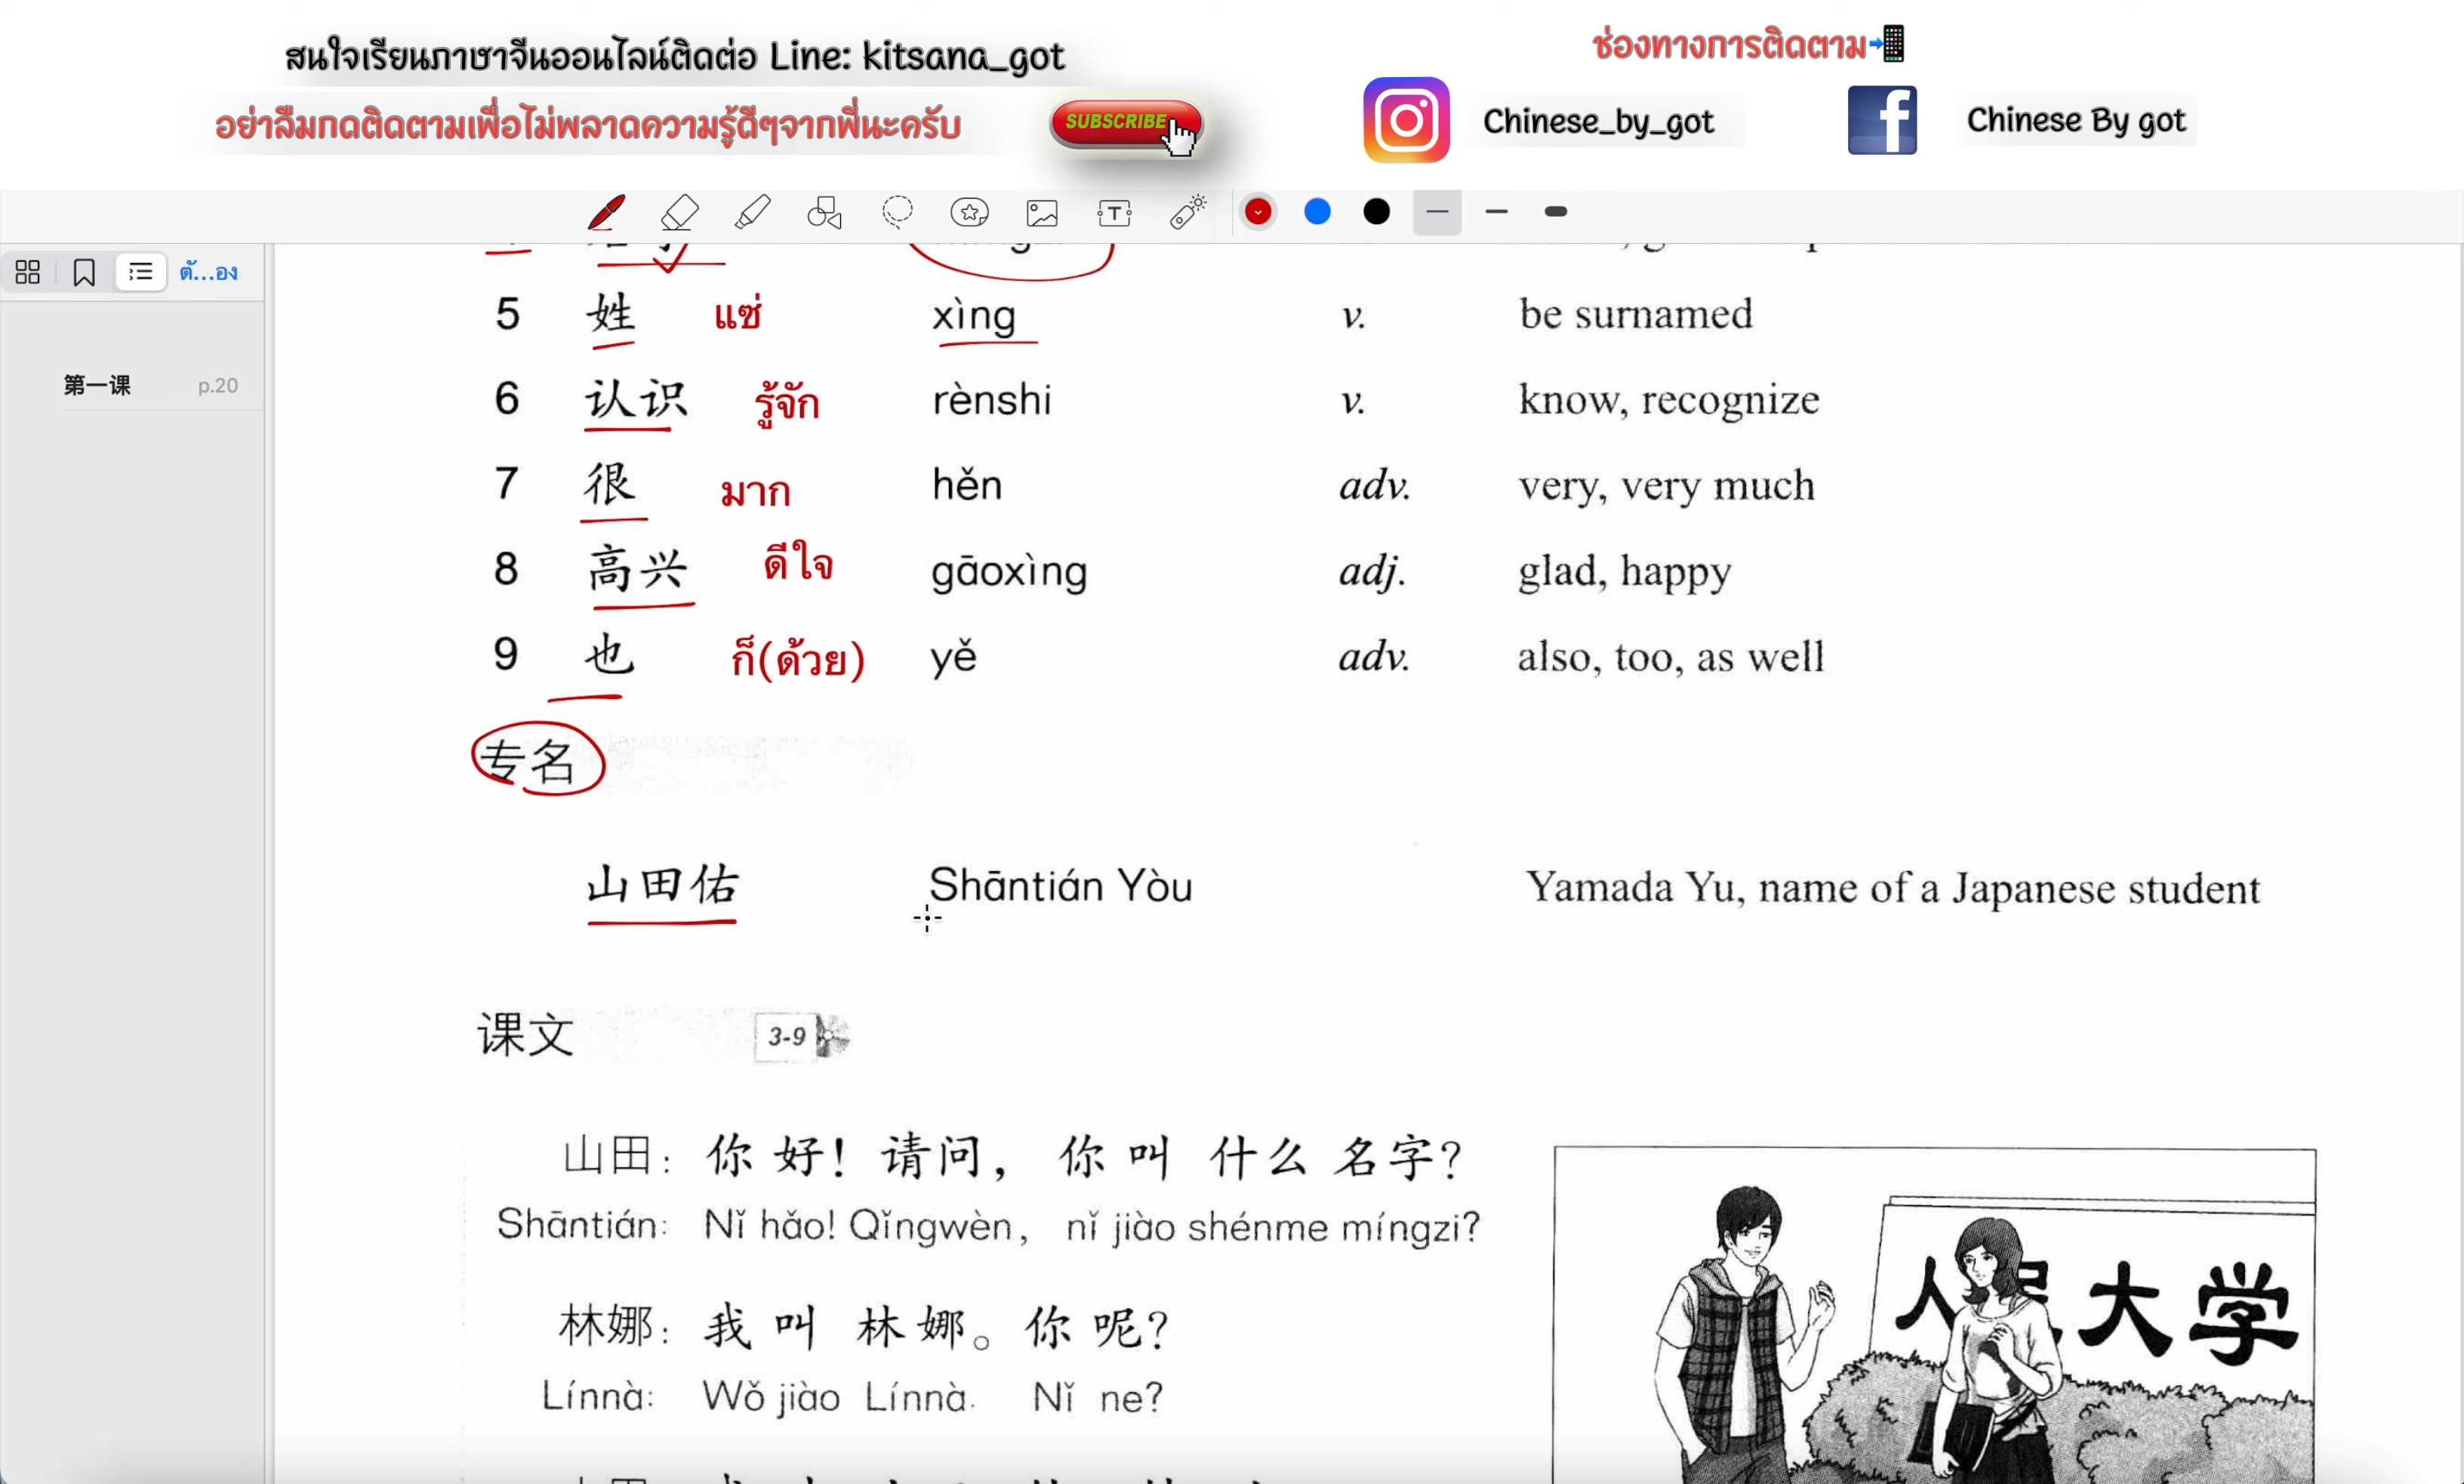 สนใจเรียนภาษาจีนออนไลน์ติดต่อ Line: kitsana_got
ช่องทางการติดตาม
อย่าลืมกดติดตามเพื่อไม่พลาดความรู้ดีๆจากพี่นะครับ
SUBSCRIBE
Chinese_by_got
Chinese By got
ตั...อง
第一课 p.20
5 姓 แซ่ xìng v. be surnamed
6 认识 รู้จัก rènshi v. know, recognize
7 很 มาก hěn adv. very, very much
8 高兴 ดีใจ gāoxìng adj. glad, happy
9 也 ก็(ด้วย) yě adv. also, too, as well
专名
山田佑 Shāntián Yòu Yamada Yu, name of a Japanese student
课文 3-9
山田: 你好! 请问, 你叫什么名字?
Shāntián: Nǐ hǎo! Qǐngwèn, nǐ jiào shénme míngzi?
林娜: 我叫林娜。你呢?
Línnà: Wǒ jiào Línnà. Nǐ ne?
人民大学